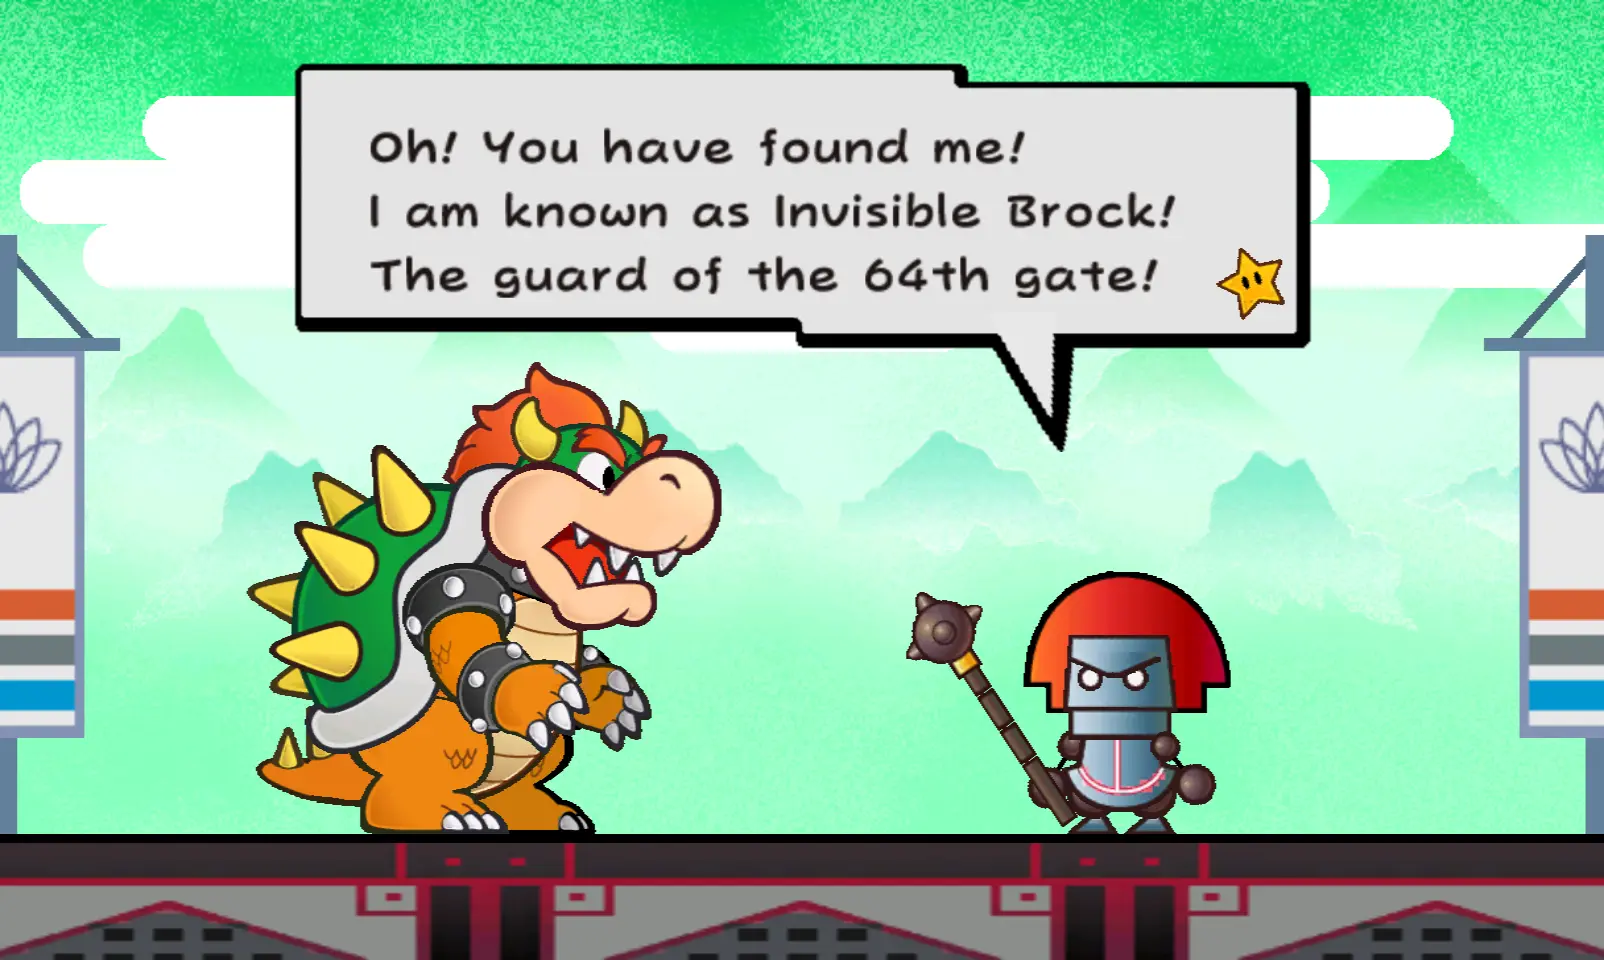 Oh! You have found me!
I am known as Invisible Brock!
The guard of the 64th gate!